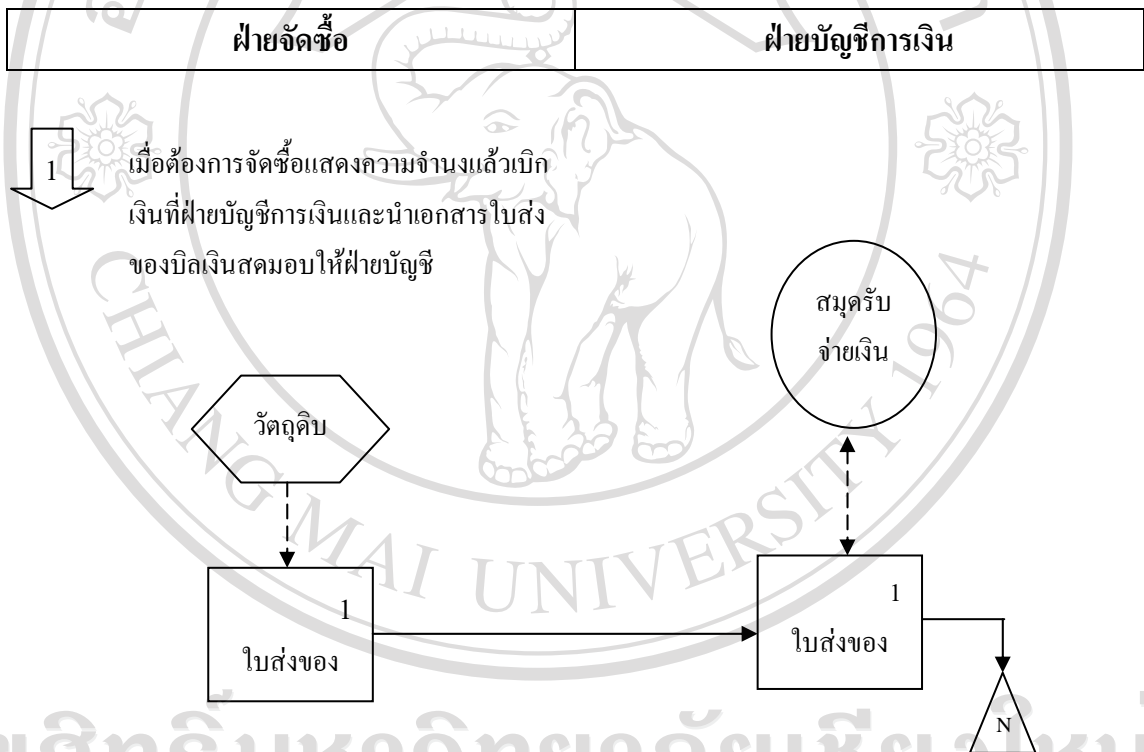 ฝ่ายจัดซื้อ
ฝ่ายบัญชีการเงิน
1
เมื่อต้องการจัดซื้อแสดงความจำนงแล้วเบิก
เงินที่ฝ่ายบัญชีการเงินและนำเอกสารใบส่ง
ของบิลเงินสดมอบให้ฝ่ายบัญชี
สมุดรับ
จ่ายเงิน
วัตถุดิบ
1
ใบส่งของ
1
ใบส่งของ
N
CHIANG MAI UNIVERSITY 1964